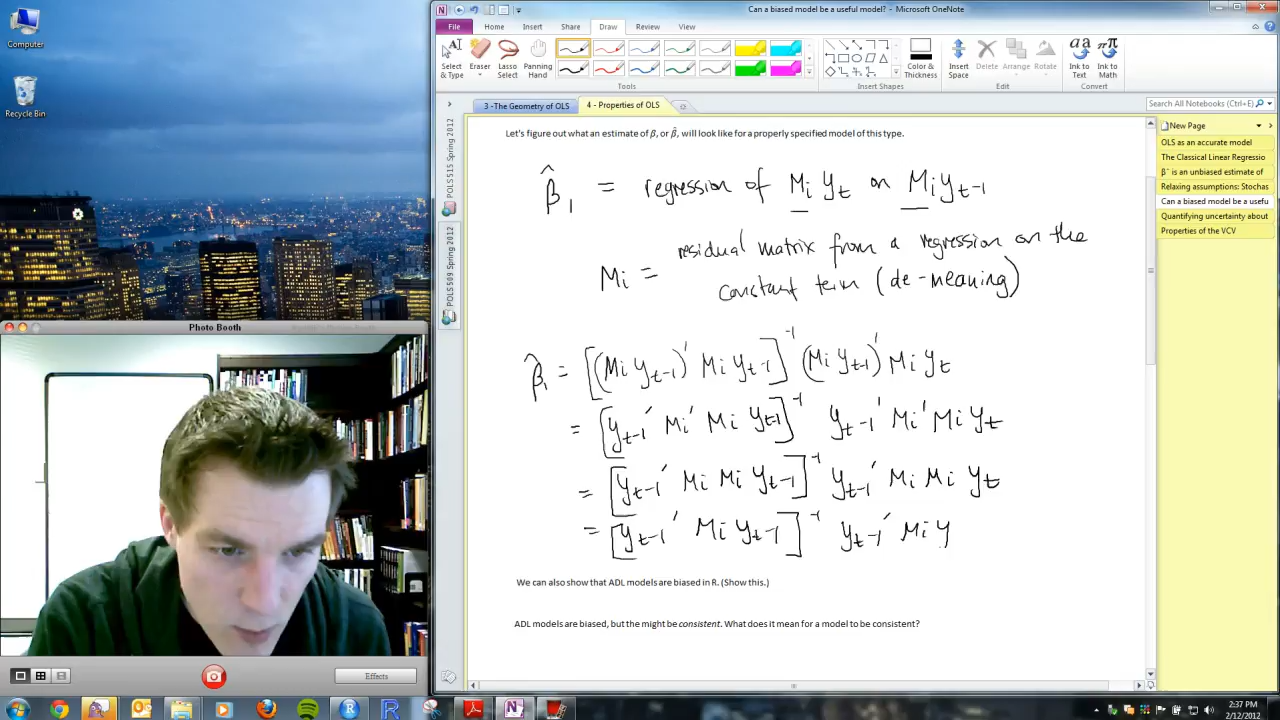 Can a biased model be a useful model? - Microsoft OneNote
File Home Insert Share Draw Review View
Select & Type
Eraser
Lasso Select
Panning Hand
Color & Thickness
Insert Space
Delete
Arrange
Rotate
Ink to Text
Ink to Math
Tools
Insert Shapes
Edit
Convert
3 -The Geometry of OLS
4 - Properties of OLS
Search All Notebooks (Ctrl+E)
New Page
OLS as an accurate model
The Classical Linear Regressio
β^ is an unbiased estimate of
Relaxing assumptions: Stochas
Can a biased model be a usefu
Quantifying uncertainty about
Properties of the VCV
POLS 515 Spring 2012
POLS 509 Spring 2012
Computer
Recycle Bin
Photo Booth
Effects
Let's figure out what an estimate of β, or β̂, will look like for a properly specified model of this type.
β̂₁ = regression of Mi yt on Mi yt-1
Mi = residual matrix from a regression on the
constant term (de-meaning)
β̂₁ = [(Mi yt-1)' Mi yt-1]⁻¹ (Mi yt-1)' Mi yt
= [yt-1' Mi' Mi yt-1]⁻¹ yt-1' Mi' Mi yt
= [yt-1' Mi Mi yt-1]⁻¹ yt-1' Mi Mi yt
= [yt-1' Mi yt-1]⁻¹ yt-1' Mi y
We can also show that ADL models are biased in R. (Show this.)
ADL models are biased, but the might be consistent. What does it mean for a model to be consistent?
2:37 PM
2/12/2012